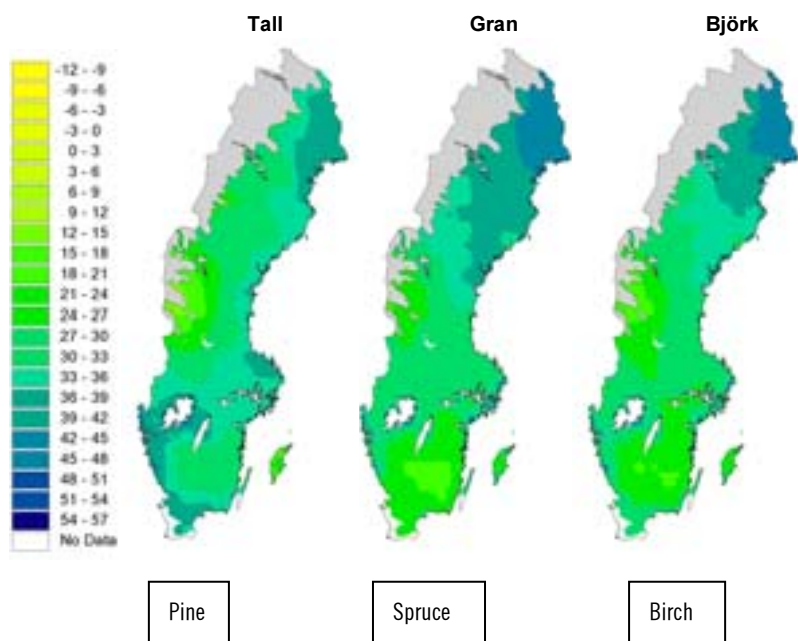 Tall Gran Björk
-12 - -9
-9 - -6
-6 - -3
-3 - 0
0 - 3
3 - 6
6 - 9
9 - 12
12 - 15
15 - 18
18 - 21
21 - 24
24 - 27
27 - 30
30 - 33
33 - 36
36 - 39
39 - 42
42 - 45
45 - 48
48 - 51
51 - 54
54 - 57
No Data
Pine Spruce Birch